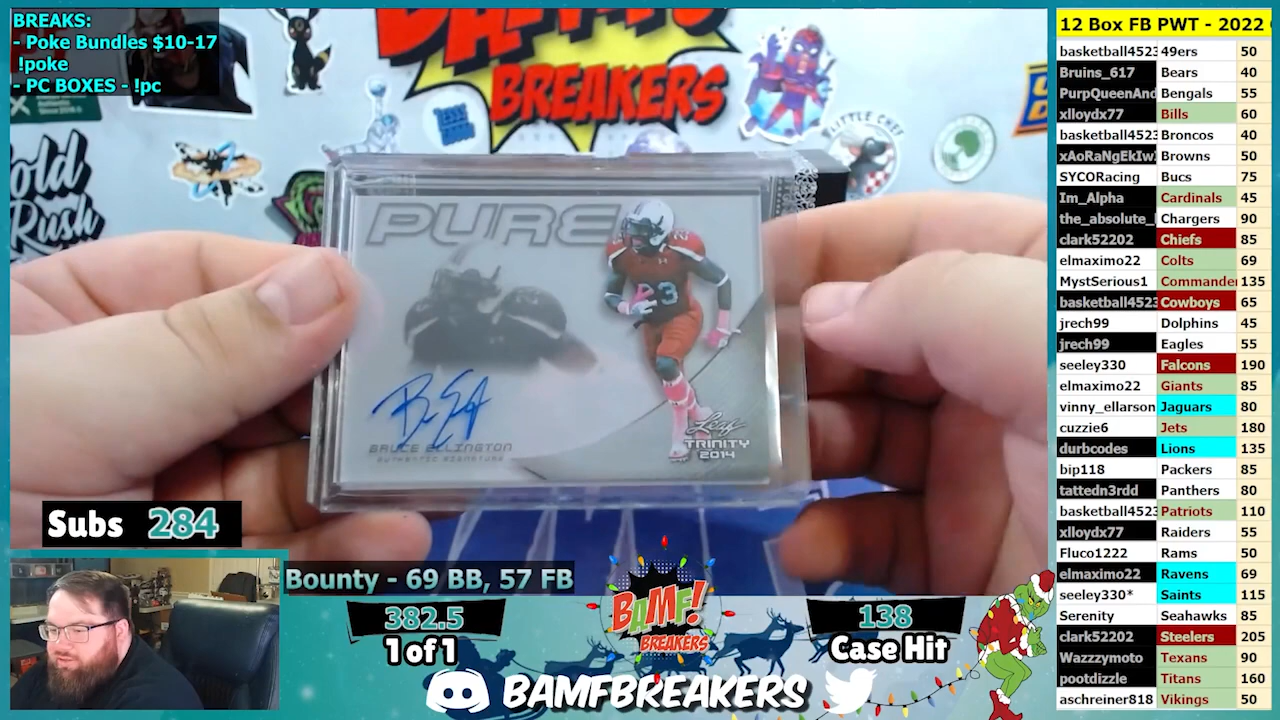 BREAKS:
- Poke Bundles $10-17
!poke
- PC BOXES - !pc
BREAKERS
old
Rush
LITTLE CHEF
PURE
23
BRUCE ELLINGTON
AUTHENTIC SIGNATURE
Leaf
TRINITY
2014
Subs 284
Bounty - 69 BB, 57 FB
382.5
1 of 1
BAMF!
BREAKERS
138
Case Hit
BAMFBREAKERS
12 Box FB PWT - 2022
basketball4523 49ers 50
Bruins_617 Bears 40
PurpQueenAnd Bengals 55
xlloydx77 Bills 60
basketball4523 Broncos 40
xAoRaNgEkIw Browns 50
SYCORacing Bucs 75
Im_Alpha Cardinals 45
the_absolute_ Chargers 90
clark52202 Chiefs 85
elmaximo22 Colts 69
MystSerious1 Commander 135
basketball4523 Cowboys 65
jrech99 Dolphins 45
jrech99 Eagles 55
seeley330 Falcons 190
elmaximo22 Giants 85
vinny_ellarson Jaguars 80
cuzzie6 Jets 180
durbcodes Lions 135
bip118 Packers 85
tattedn3rdd Panthers 80
basketball4523 Patriots 110
xlloydx77 Raiders 55
Fluco1222 Rams 50
elmaximo22 Ravens 69
seeley330* Saints 115
Serenity Seahawks 85
clark52202 Steelers 205
Wazzzymoto Texans 90
pootdizzle Titans 160
aschreiner818 Vikings 50